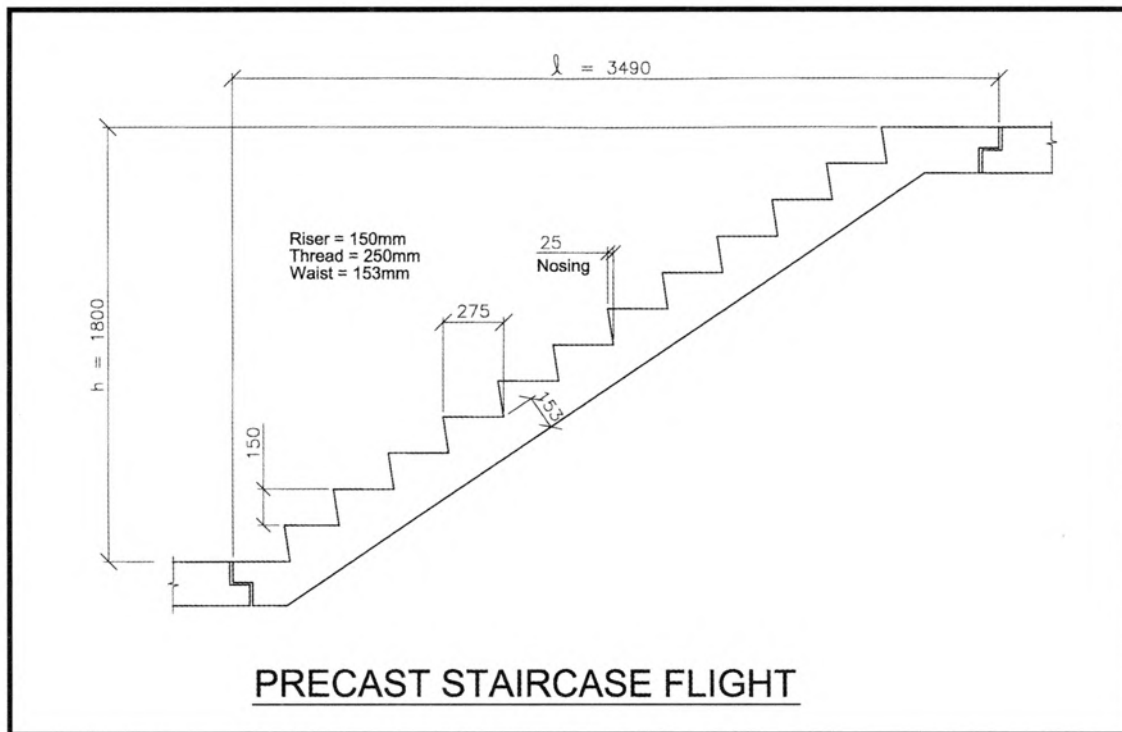 ℓ = 3490
h = 1800
Riser = 150mm
Thread = 250mm
Waist = 153mm
25
Nosing
275
153
150
PRECAST STAIRCASE FLIGHT